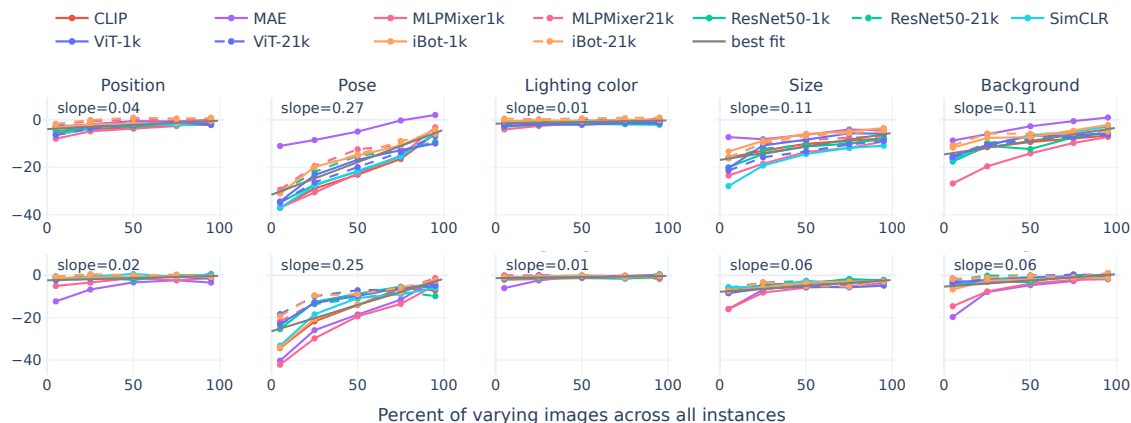 CLIP MAE MLPMixer1k MLPMixer21k ResNet50-1k ResNet50-21k SimCLR
ViT-1k ViT-21k iBot-1k iBot-21k best fit
Position Pose Lighting color Size Background
slope=0.04 slope=0.27 slope=0.01 slope=0.11 slope=0.11
0
−20
−40
0 50 100 0 50 100 0 50 100 0 50 100 0 50 100
slope=0.02 slope=0.25 slope=0.01 slope=0.06 slope=0.06
0
−20
−40
0 50 100 0 50 100 0 50 100 0 50 100 0 50 100
Percent of varying images across all instances